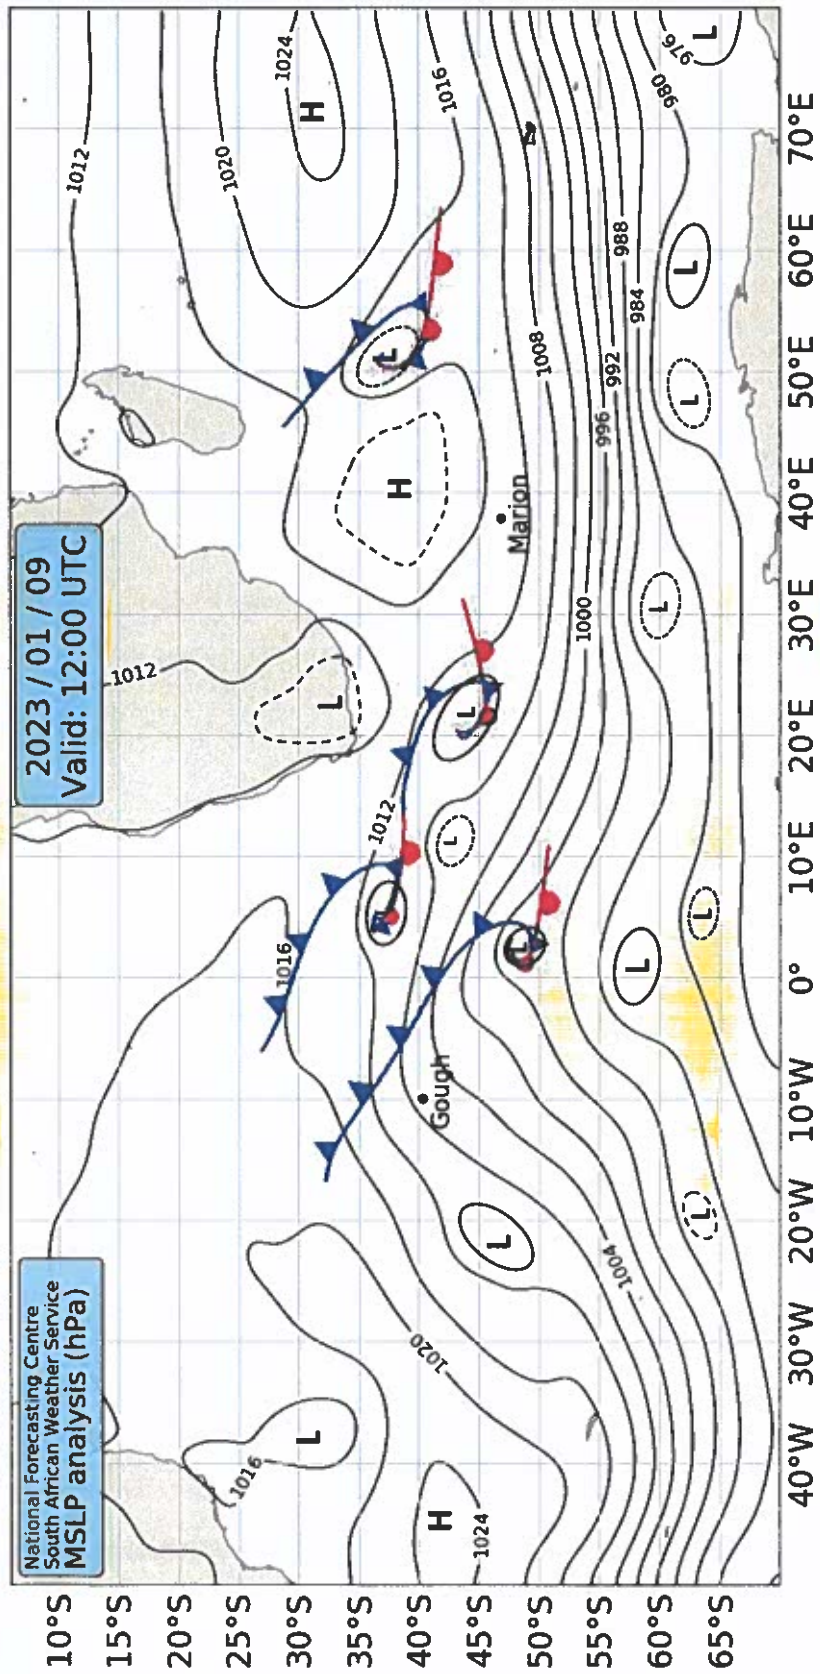 National Forecasting Centre
South African Weather Service
MSLP analysis (hPa)
2023 / 01 / 09
Valid: 12:00 UTC
10°S
15°S
20°S
25°S
30°S
35°S
40°S
45°S
50°S
55°S
60°S
65°S
1012
1012
1020
1016
1016
1024
H
L
L
1012
L
H
1016
H
1020
Gough
L
L
1024
L
Marion
L
1008
1000
996
1004
992
988
984
L
L
980
L
L
L
L
976
L
40°W
30°W
20°W
10°W
0°
10°E
20°E
30°E
40°E
50°E
60°E
70°E